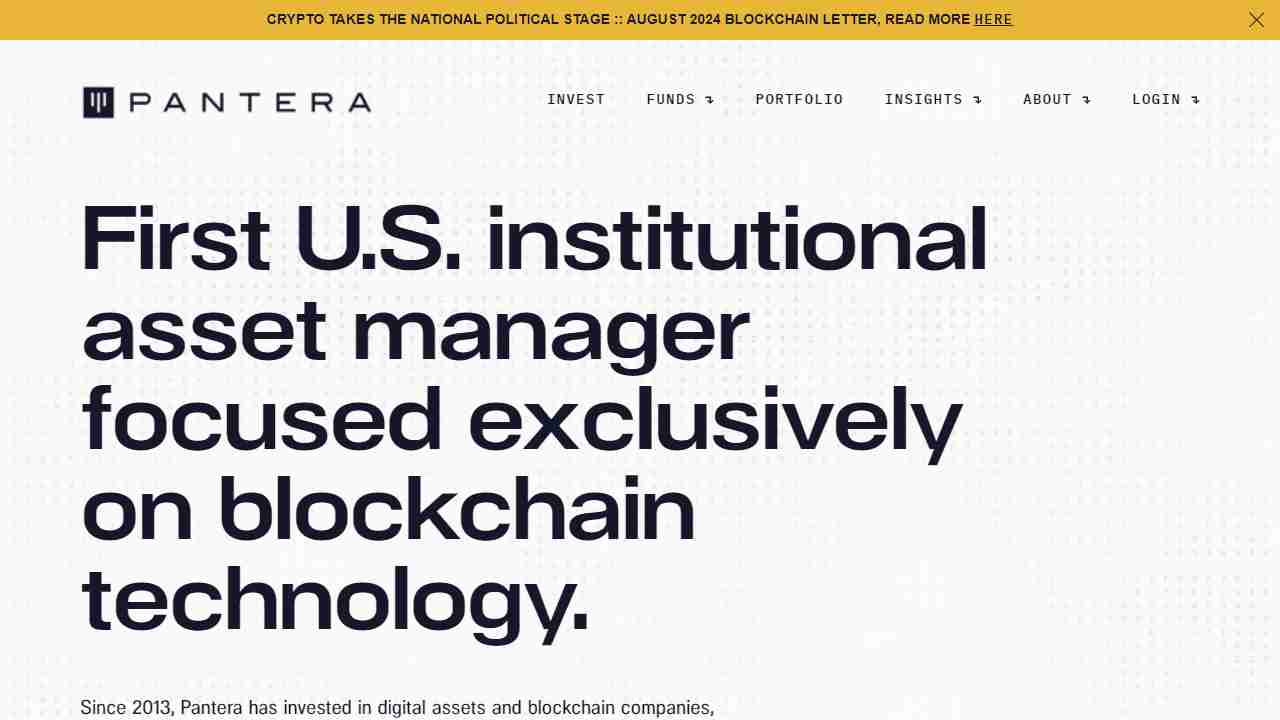 CRYPTO TAKES THE NATIONAL POLITICAL STAGE :: AUGUST 2024 BLOCKCHAIN LETTER, READ MORE HERE
PANTERA
INVEST FUNDS ↴ PORTFOLIO INSIGHTS ↴ ABOUT ↴ LOGIN ↴
First U.S. institutional
asset manager
focused exclusively
on blockchain
technology.
Since 2013, Pantera has invested in digital assets and blockchain companies,